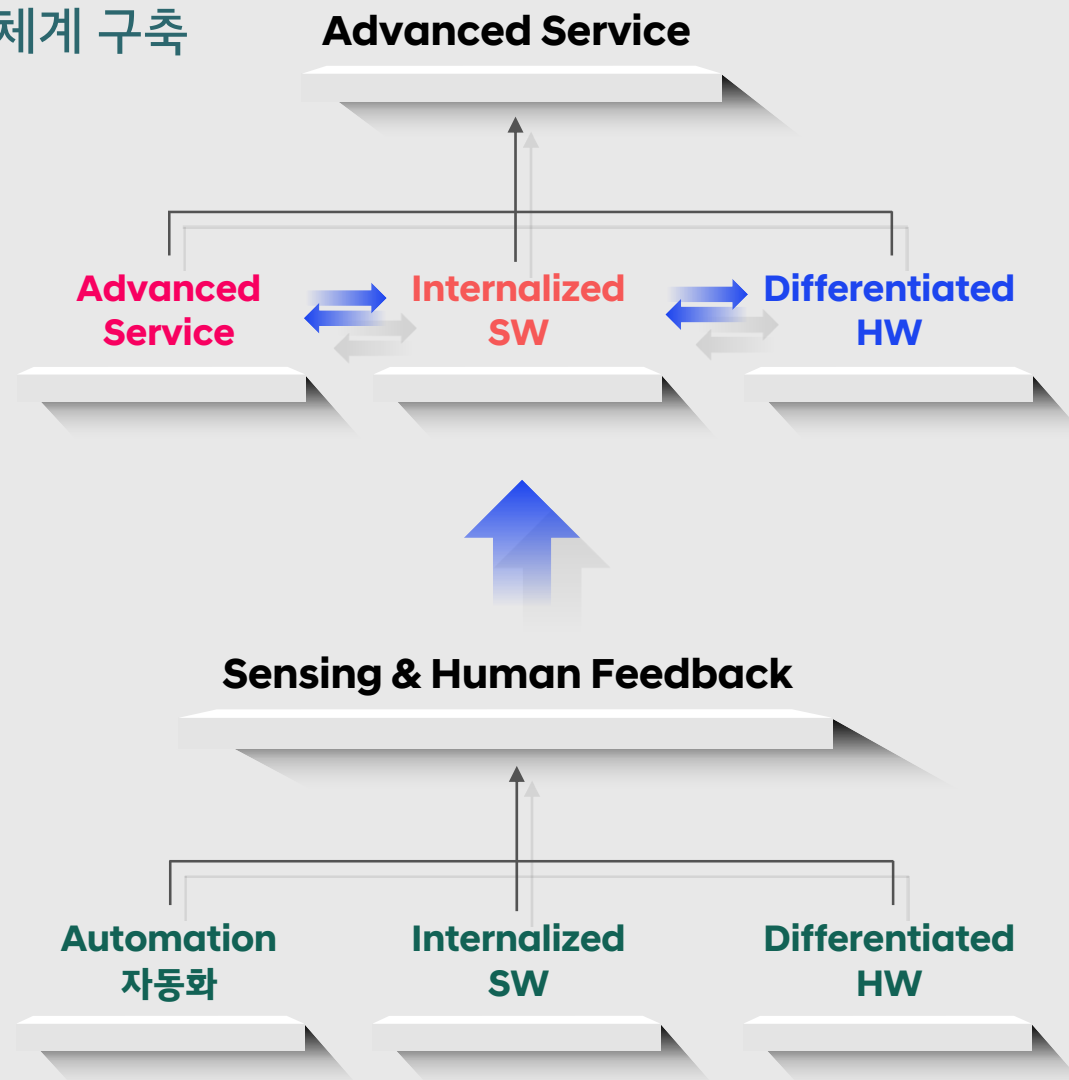 체계 구축
Advanced Service
Advanced
Service
Internalized
SW
Differentiated
HW
Sensing & Human Feedback
Automation
자동화
Internalized
SW
Differentiated
HW